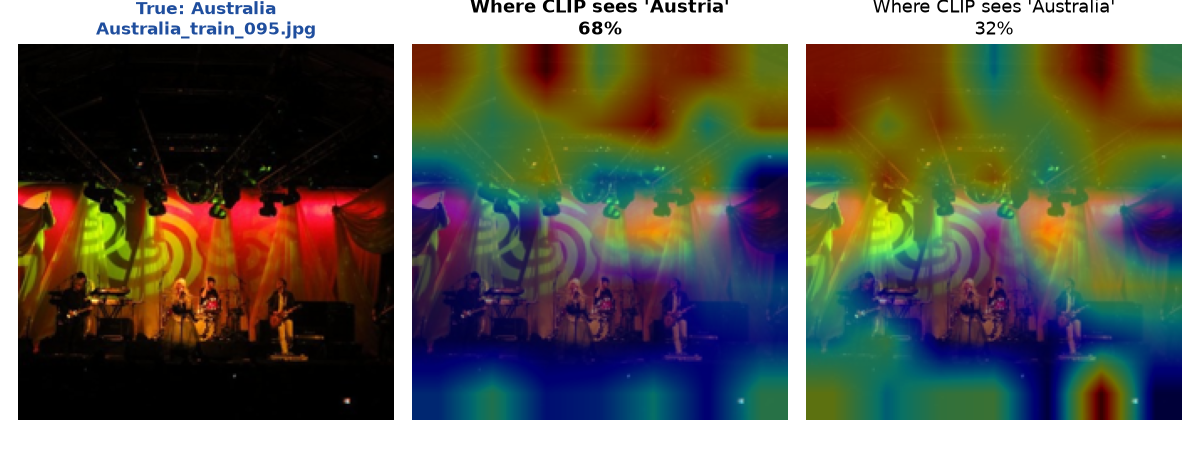 True: Australia
Australia_train_095.jpg
Where CLIP sees 'Austria'
68%
Where CLIP sees 'Australia'
32%